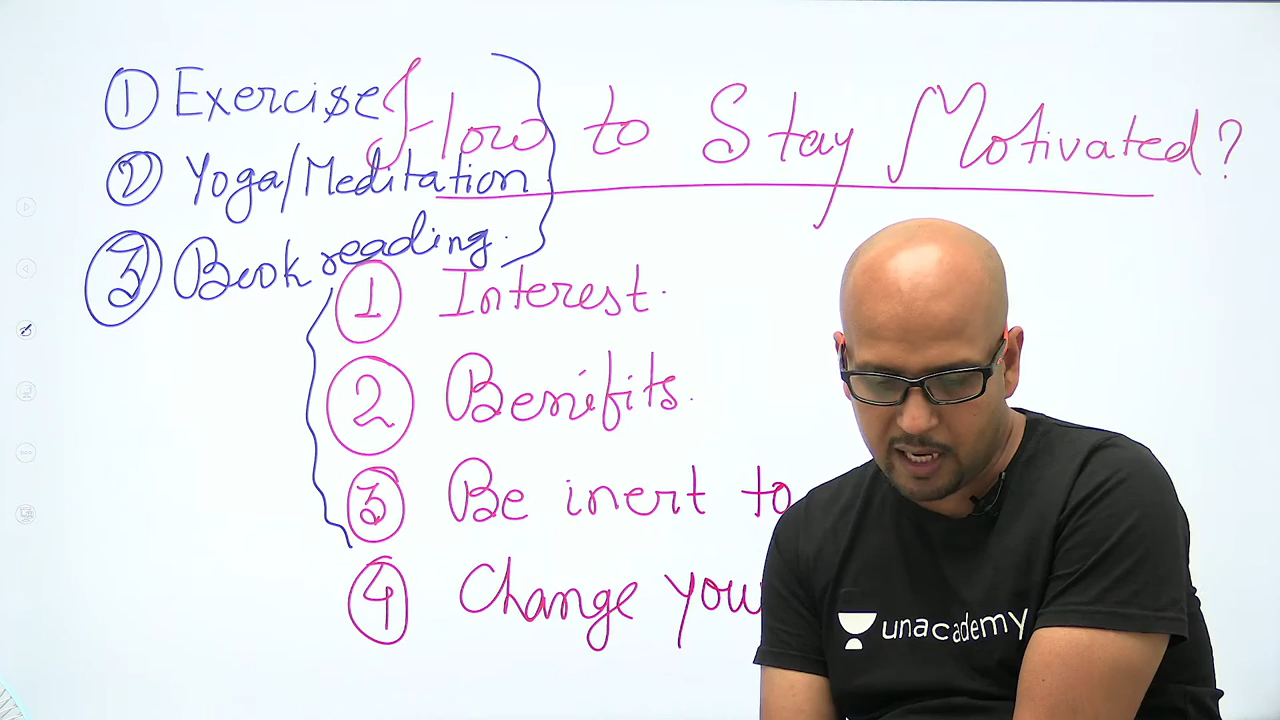 ① Exercise
② Yoga/Meditation
③ Book reading.
How to Stay Motivated?
① Interest.
② Benifits.
③ Be inert to
④ Change you
unacademy